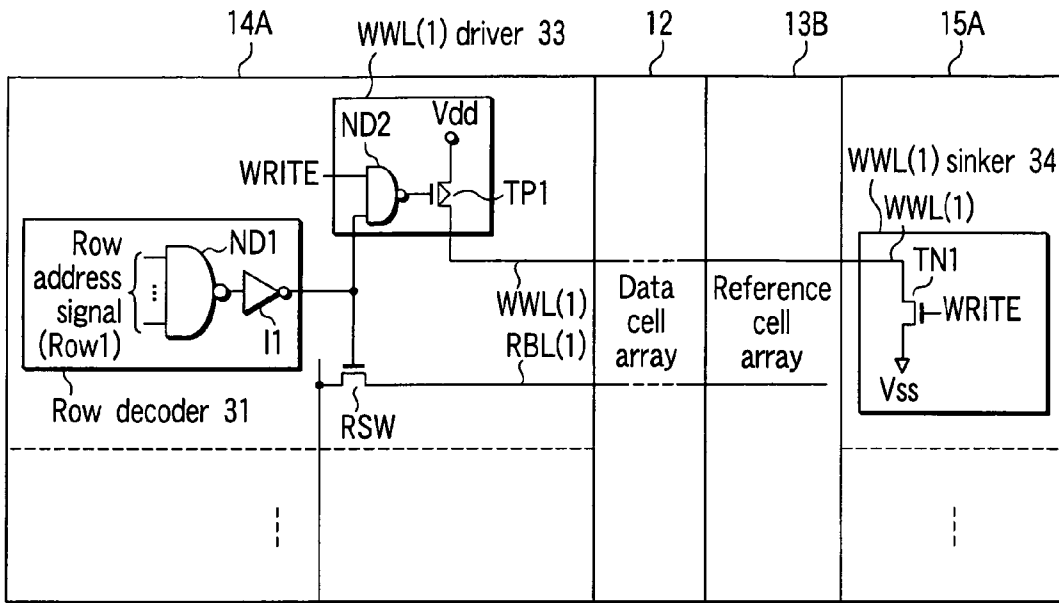 14A
WWL(1) driver 33
12
13B
15A
Vdd
ND2
WRITE
TP1
WWL(1) sinker 34
WWL(1)
ND1
Row
address
signal
(Row1)
I1
TN1
WRITE
Vss
WWL(1)
RBL(1)
Data
cell
array
Reference
cell
array
Row decoder 31
RSW